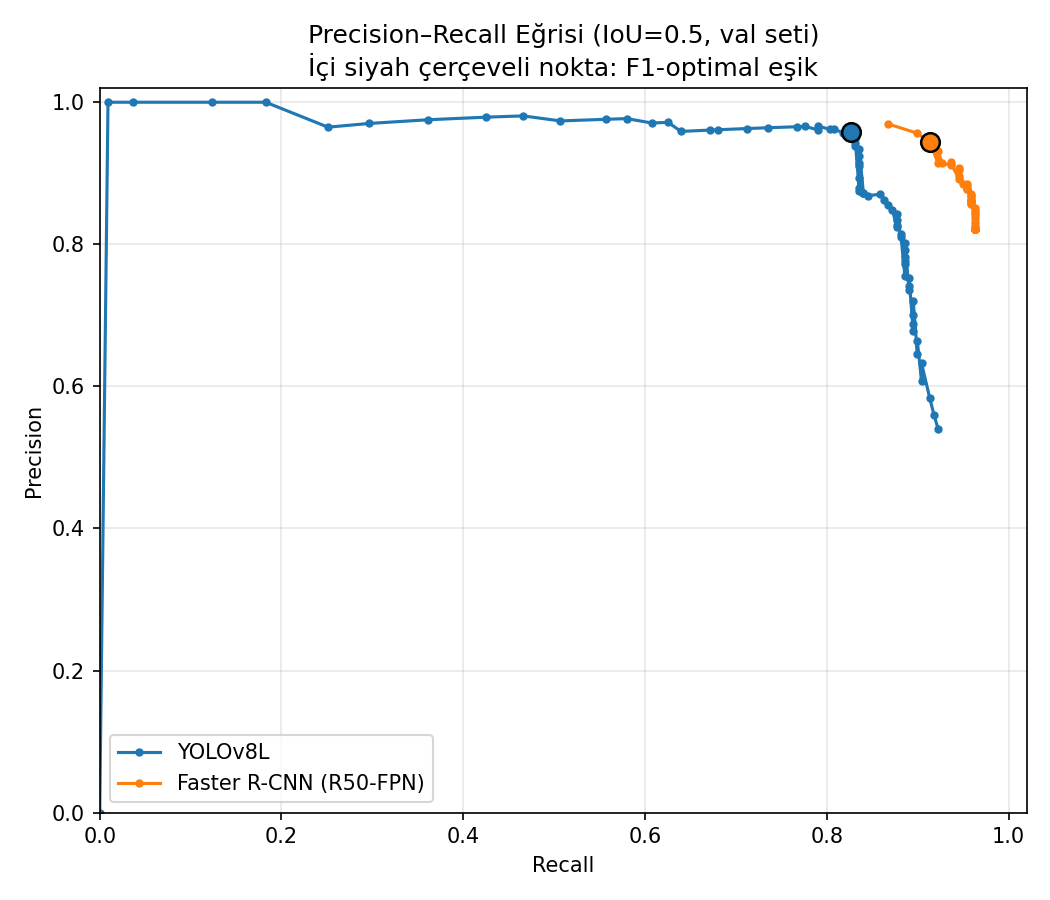 Precision–Recall Eğrisi (IoU=0.5, val seti)
İçi siyah çerçeveli nokta: F1-optimal eşik
1.0
0.8
0.6
0.4
0.2
0.0
Precision
YOLOv8L
Faster R-CNN (R50-FPN)
0.0 0.2 0.4 0.6 0.8 1.0
Recall